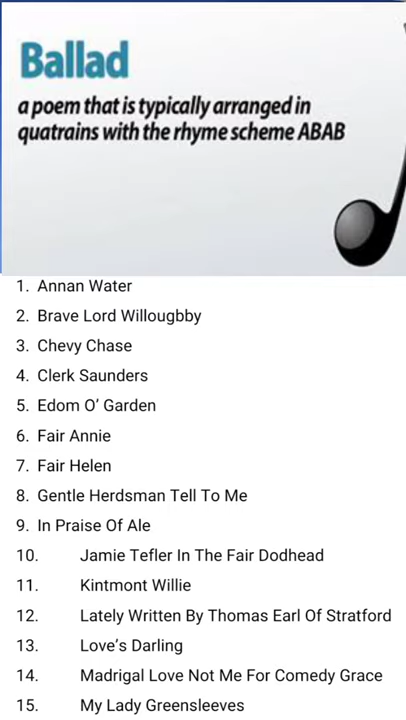 Ballad
a poem that is typically arranged in
quatrains with the rhyme scheme ABAB
1. Annan Water
2. Brave Lord Willougbby
3. Chevy Chase
4. Clerk Saunders
5. Edom O’ Garden
6. Fair Annie
7. Fair Helen
8. Gentle Herdsman Tell To Me
9. In Praise Of Ale
10. Jamie Tefler In The Fair Dodhead
11. Kintmont Willie
12. Lately Written By Thomas Earl Of Stratford
13. Love’s Darling
14. Madrigal Love Not Me For Comedy Grace
15. My Lady Greensleeves